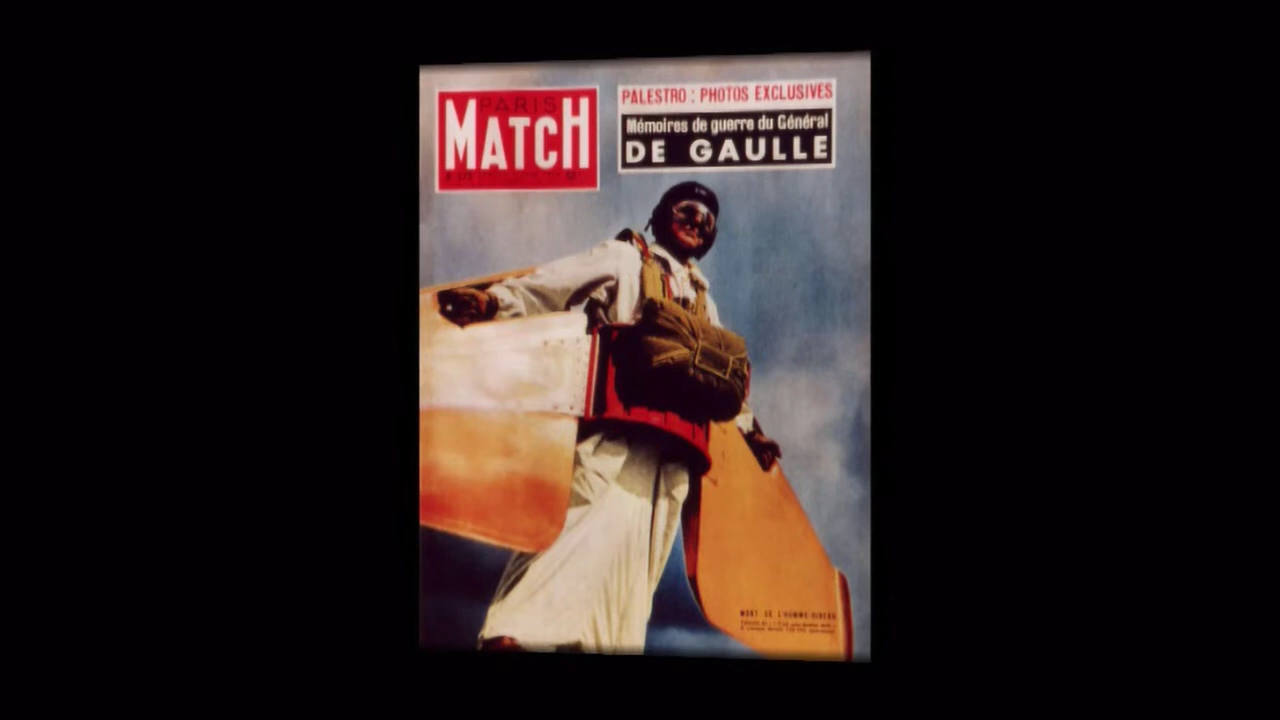 PARIS
MATCH
PALESTRO : PHOTOS EXCLUSIVES
Mémoires de guerre du Général
DE GAULLE
MORT DE L'HOMME-OISEAU